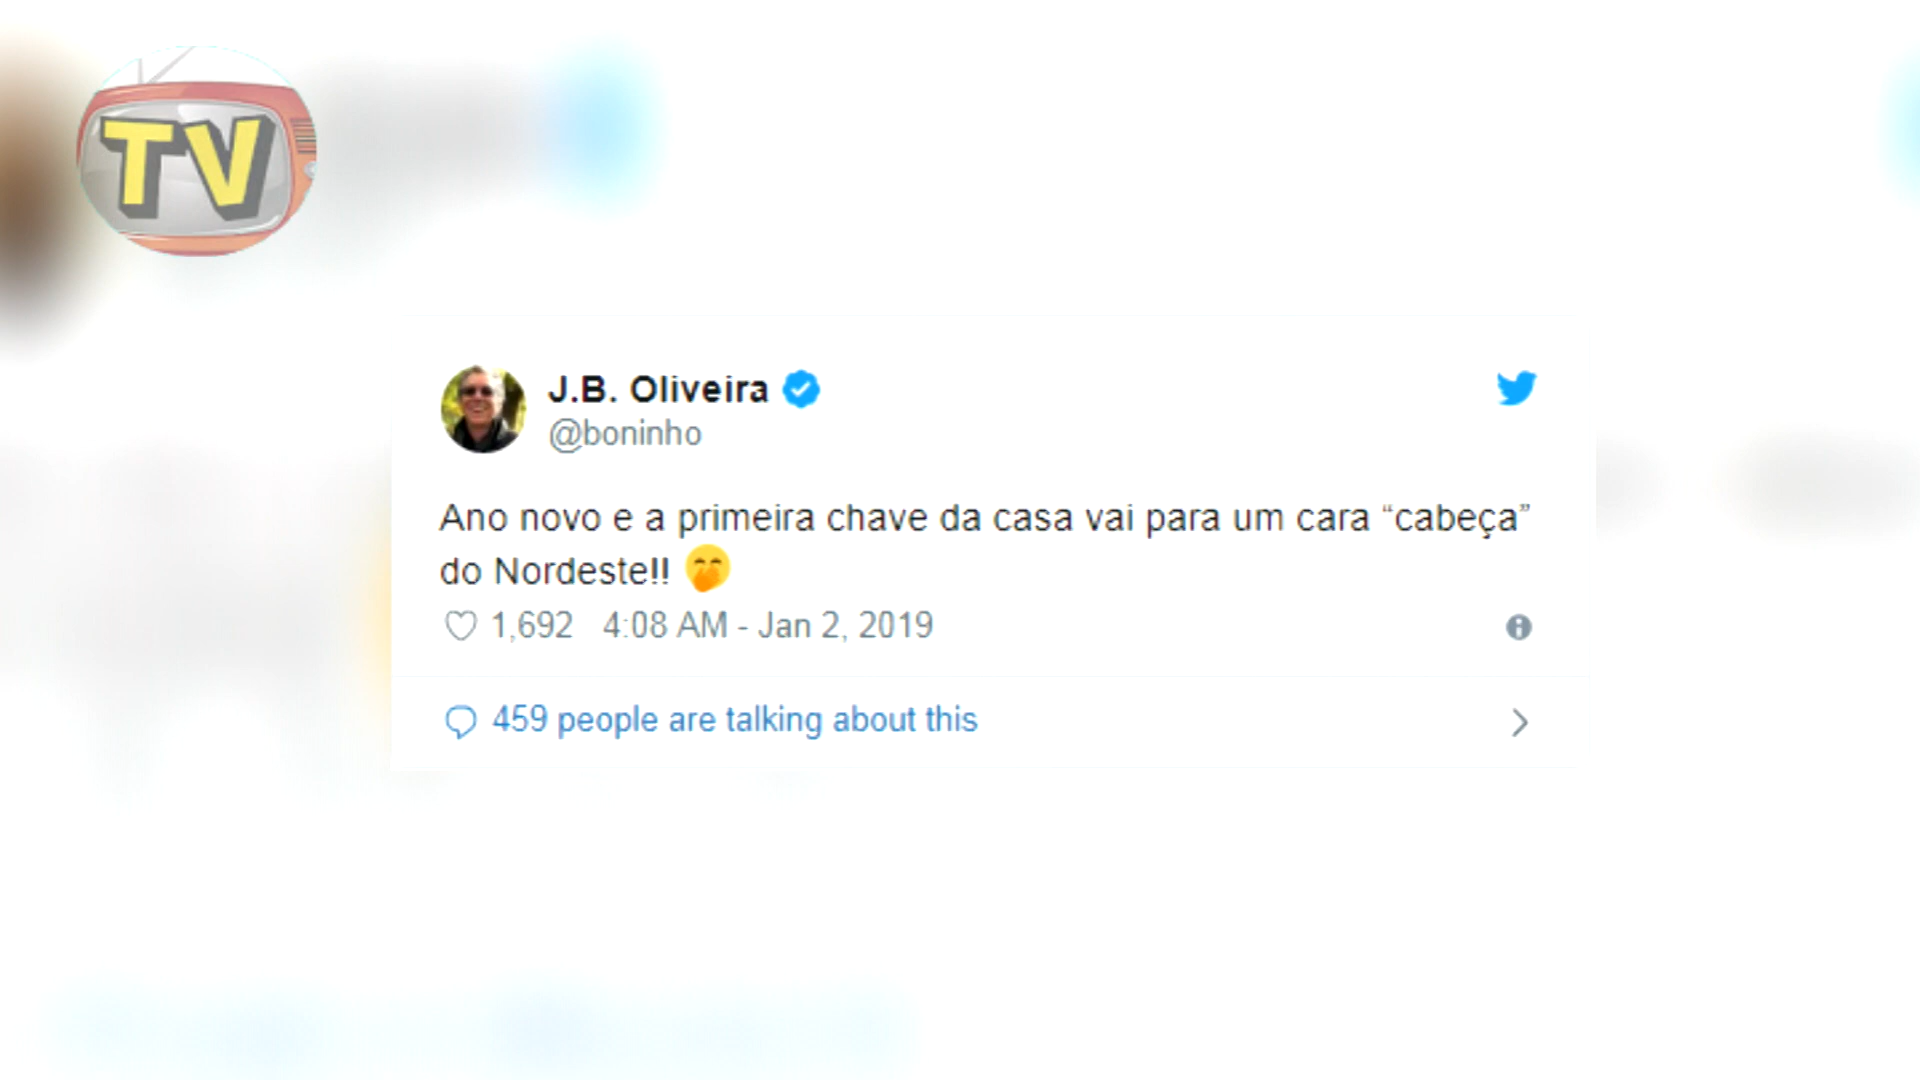 TV
J.B. Oliveira
@boninho
Ano novo e a primeira chave da casa vai para um cara “cabeça”
do Nordeste!! 🤭
1,692 4:08 AM - Jan 2, 2019
459 people are talking about this